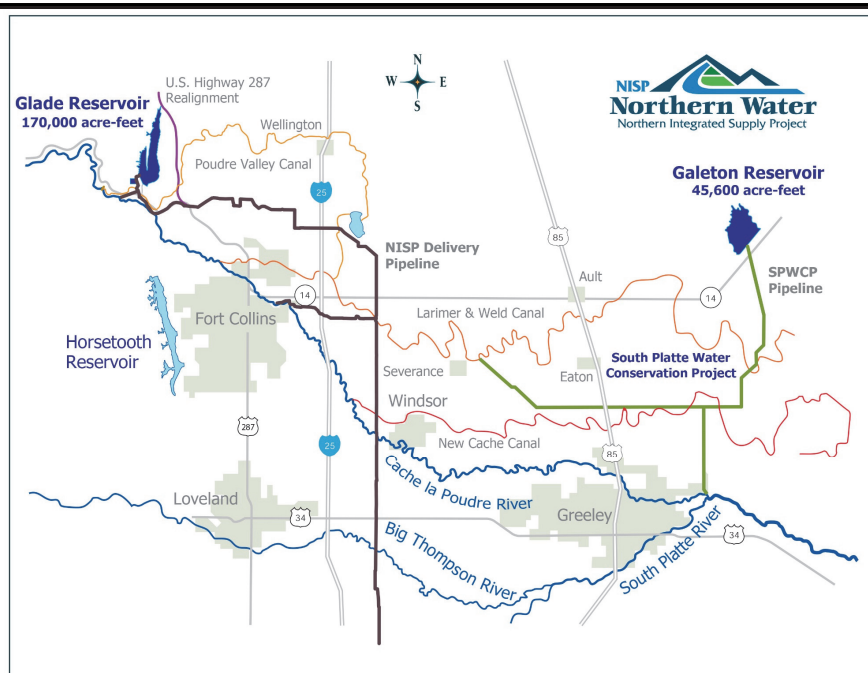 N
W E
S
NISP
Northern Water
Northern Integrated Supply Project
U.S. Highway 287
Realignment
Glade Reservoir
170,000 acre-feet
Wellington
Poudre Valley Canal
25
Galeton Reservoir
45,600 acre-feet
85
NISP Delivery
Pipeline
SPWCP
Pipeline
Ault
14
14
Larimer & Weld Canal
Fort Collins
Horsetooth
Reservoir
South Platte Water
Conservation Project
Severance
Eaton
Windsor
287
25
New Cache Canal
85
Cache la Poudre River
Loveland
34
Greeley
Big Thompson River
South Platte River
34